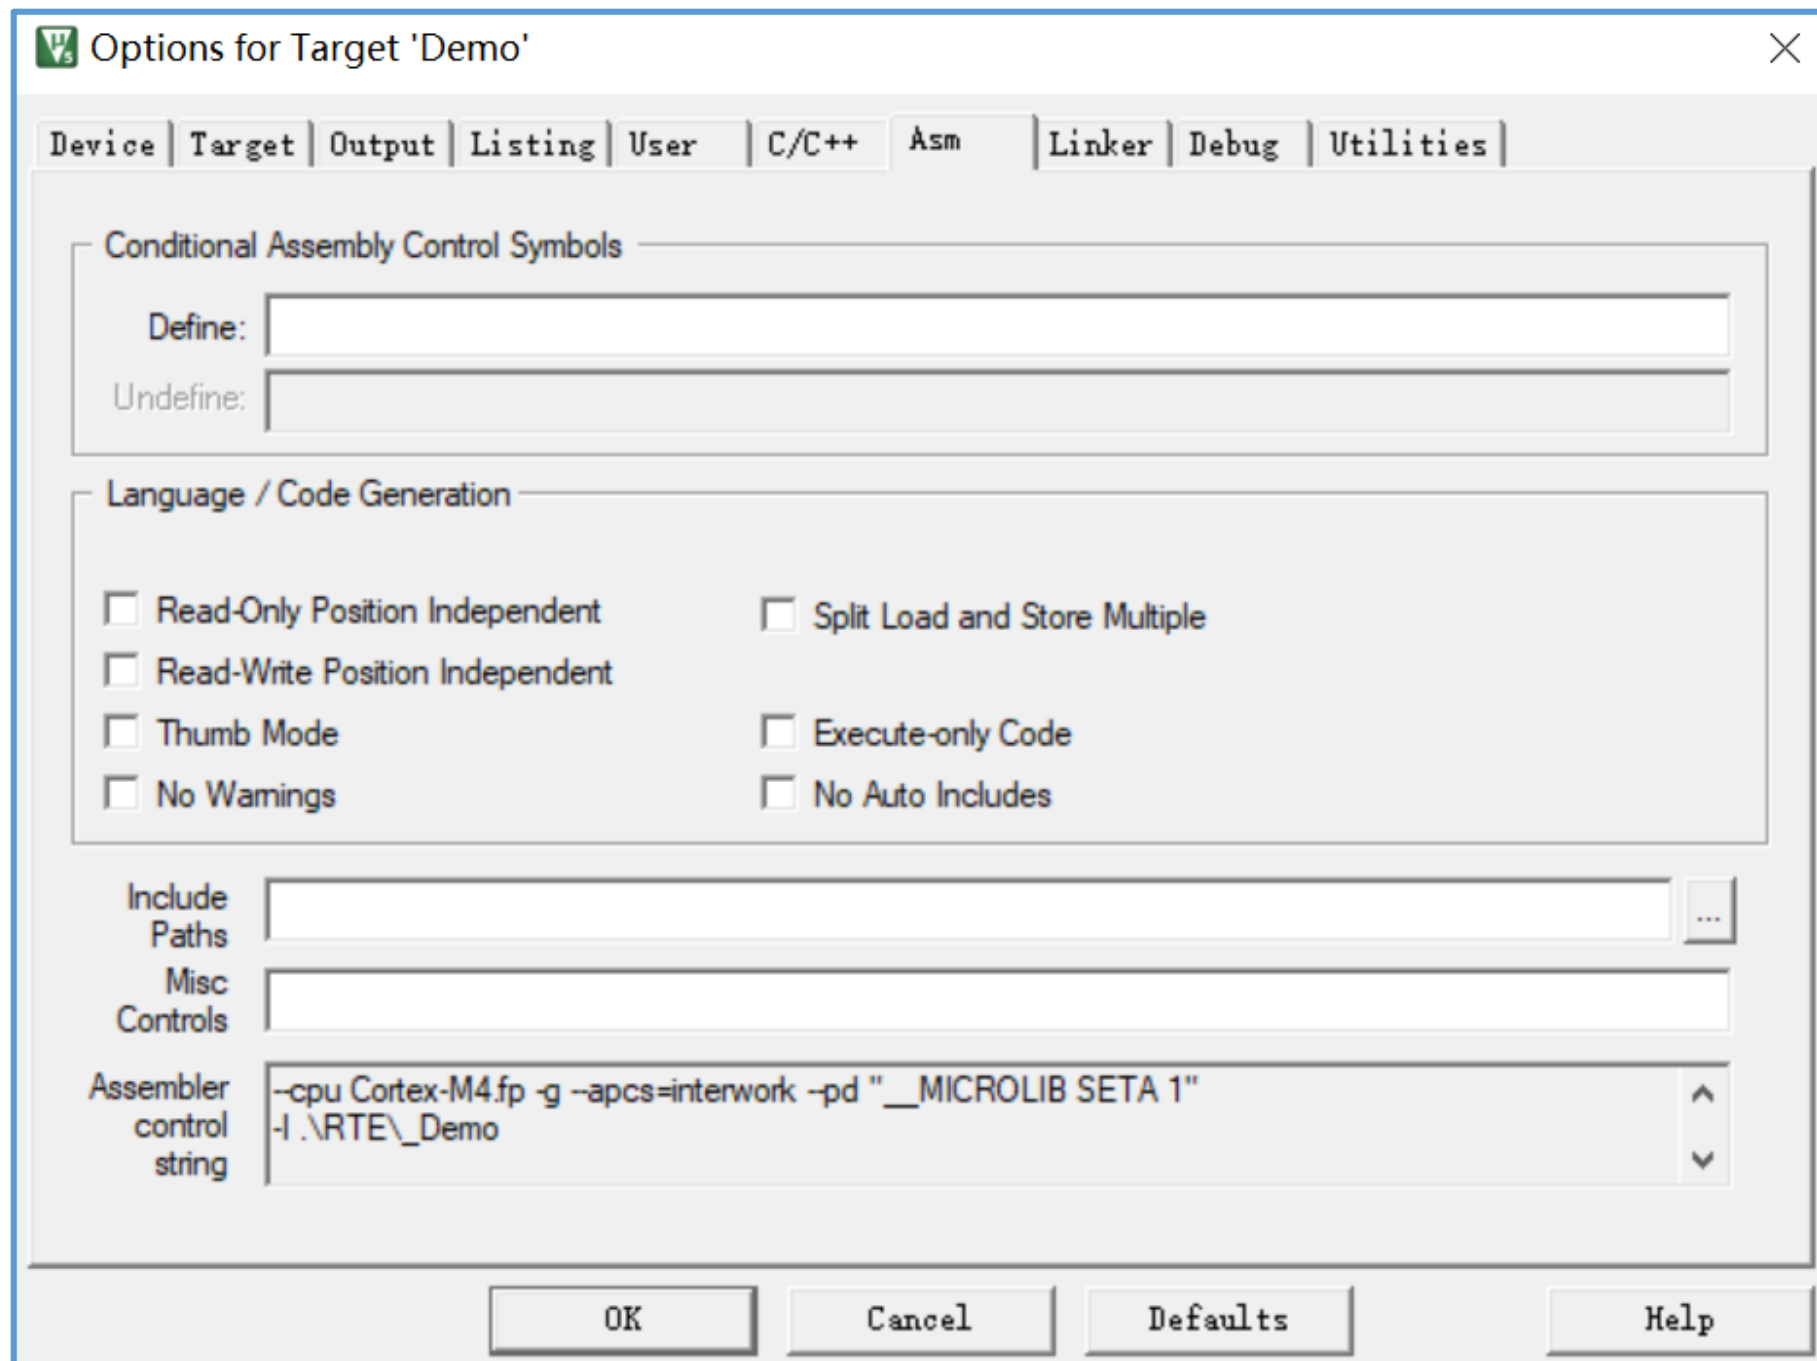 Options for Target 'Demo'
Device Target Output Listing User C/C++ Asm Linker Debug Utilities
Conditional Assembly Control Symbols
Define:
Undefine:
Language / Code Generation
Read-Only Position Independent
Split Load and Store Multiple
Read-Write Position Independent
Thumb Mode
Execute-only Code
No Warnings
No Auto Includes
Include
Paths
...
Misc
Controls
Assembler
control
string
--cpu Cortex-M4.fp -g --apcs=interwork --pd "__MICROLIB SETA 1"
-I .\RTE\_Demo
OK Cancel Defaults Help